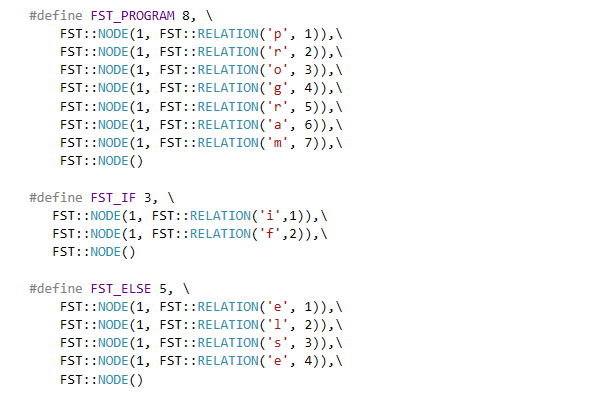 #define FST_PROGRAM 8, \
FST::NODE(1, FST::RELATION('p', 1)),\
FST::NODE(1, FST::RELATION('r', 2)),\
FST::NODE(1, FST::RELATION('o', 3)),\
FST::NODE(1, FST::RELATION('g', 4)),\
FST::NODE(1, FST::RELATION('r', 5)),\
FST::NODE(1, FST::RELATION('a', 6)),\
FST::NODE(1, FST::RELATION('m', 7)),\
FST::NODE()
#define FST_IF 3, \
FST::NODE(1, FST::RELATION('i',1)),\
FST::NODE(1, FST::RELATION('f',2)),\
FST::NODE()
#define FST_ELSE 5, \
FST::NODE(1, FST::RELATION('e', 1)),\
FST::NODE(1, FST::RELATION('l', 2)),\
FST::NODE(1, FST::RELATION('s', 3)),\
FST::NODE(1, FST::RELATION('e', 4)),\
FST::NODE()